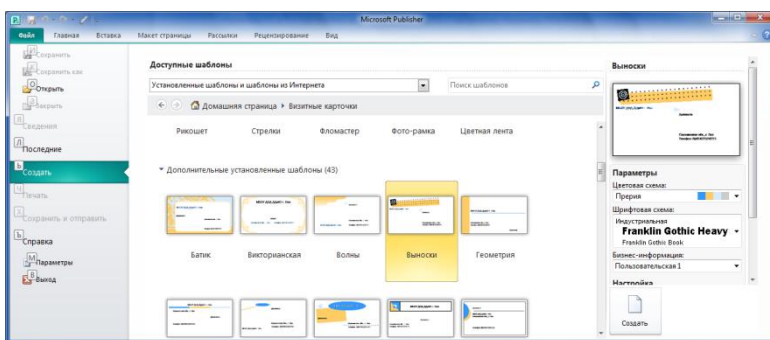 Microsoft Publisher
Файл Главная Вставка Макет страницы Рассылки Рецензирование Вид
Сохранить
Сохранить как
Открыть
Закрыть
Сведения
Последние
Создать
Печать
Сохранить и отправить
Справка
Параметры
Выход
Доступные шаблоны
Установленные шаблоны и шаблоны из Интернета
Поиск шаблонов
Домашняя страница Визитные карточки
Рикошет Стрелки Фломастер Фото-рамка Цветная лента
Дополнительные установленные шаблоны (43)
Батик Викторианская Волны Выноски Геометрия
Выноски
Параметры
Цветовая схема:
Прерия
Шрифтовая схема:
Индустриальная
Franklin Gothic Heavy
Franklin Gothic Book
Бизнес-информация:
Пользовательская 1
Настройка
Создать